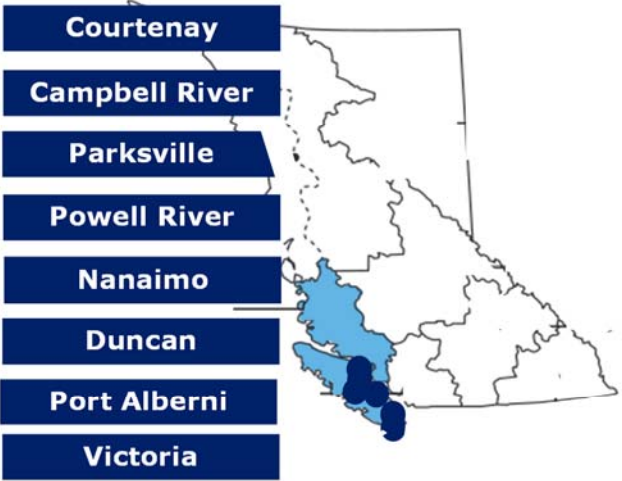 Courtenay
Campbell River
Parksville
Powell River
Nanaimo
Duncan
Port Alberni
Victoria